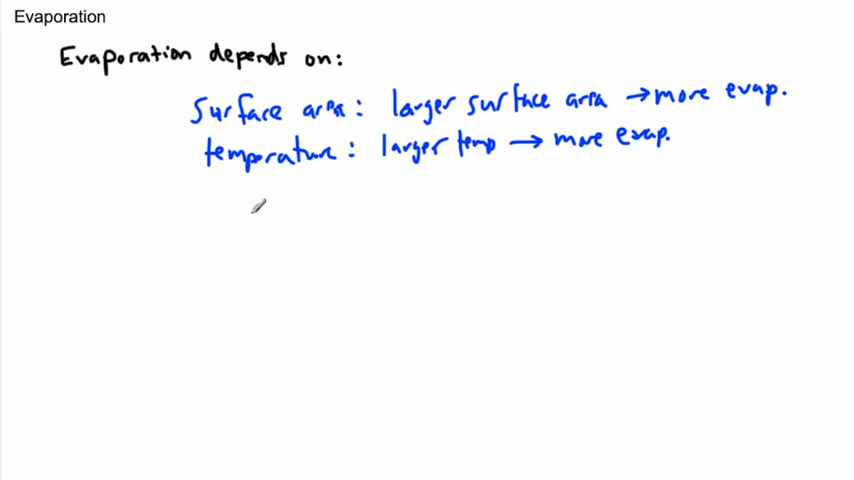 Evaporation
Evaporation depends on:
Surface area: larger surface area → more evap.
temperature: larger temp → more evap.